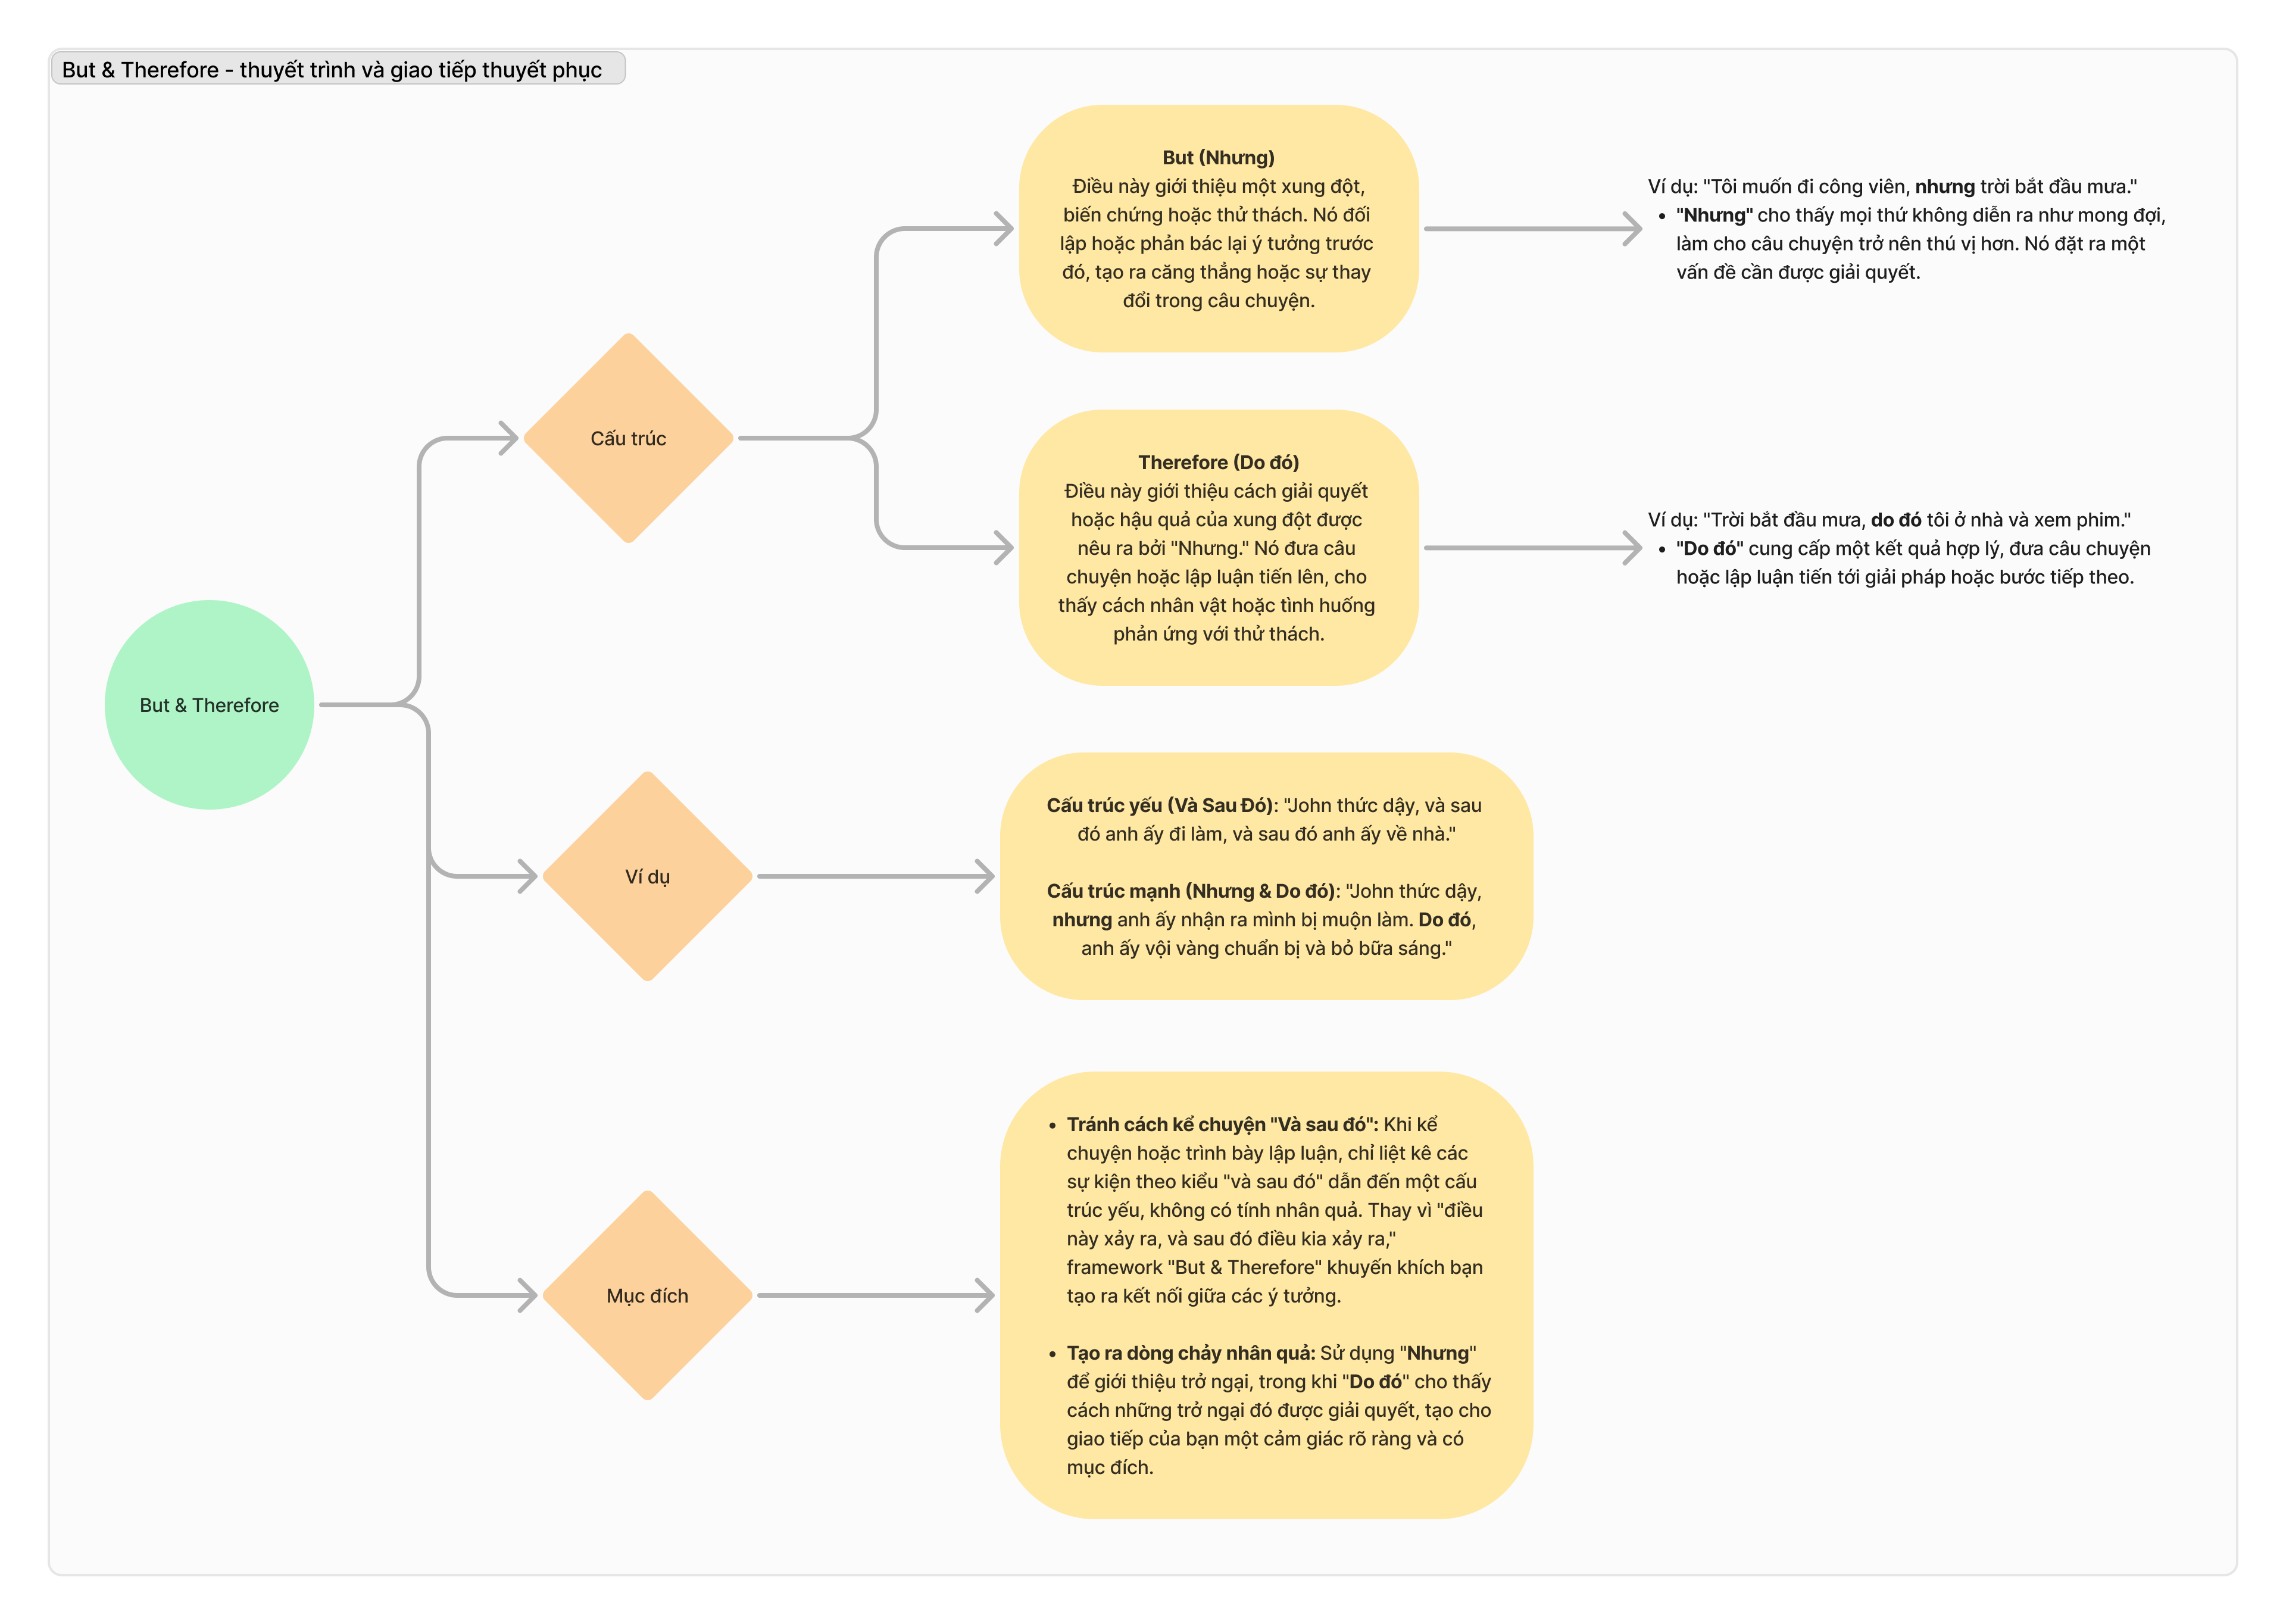 But & Therefore - thuyết trình và giao tiếp thuyết phục
But & Therefore
Cấu trúc
But (Nhưng)
Điều này giới thiệu một xung đột,
biến chứng hoặc thử thách. Nó đối
lập hoặc phản bác lại ý tưởng trước
đó, tạo ra căng thẳng hoặc sự thay
đổi trong câu chuyện.
Ví dụ: "Tôi muốn đi công viên, nhưng trời bắt đầu mưa."
• "Nhưng" cho thấy mọi thứ không diễn ra như mong đợi,
làm cho câu chuyện trở nên thú vị hơn. Nó đặt ra một
vấn đề cần được giải quyết.
Therefore (Do đó)
Điều này giới thiệu cách giải quyết
hoặc hậu quả của xung đột được
nêu ra bởi "Nhưng." Nó đưa câu
chuyện hoặc lập luận tiến lên, cho
thấy cách nhân vật hoặc tình huống
phản ứng với thử thách.
Ví dụ: "Trời bắt đầu mưa, do đó tôi ở nhà và xem phim."
• "Do đó" cung cấp một kết quả hợp lý, đưa câu chuyện
hoặc lập luận tiến tới giải pháp hoặc bước tiếp theo.
Ví dụ
Cấu trúc yếu (Và Sau Đó): "John thức dậy, và sau
đó anh ấy đi làm, và sau đó anh ấy về nhà."
Cấu trúc mạnh (Nhưng & Do đó): "John thức dậy,
nhưng anh ấy nhận ra mình bị muộn làm. Do đó,
anh ấy vội vàng chuẩn bị và bỏ bữa sáng."
Mục đích
• Tránh cách kể chuyện "Và sau đó": Khi kể
chuyện hoặc trình bày lập luận, chỉ liệt kê các
sự kiện theo kiểu "và sau đó" dẫn đến một cấu
trúc yếu, không có tính nhân quả. Thay vì "điều
này xảy ra, và sau đó điều kia xảy ra,"
framework "But & Therefore" khuyến khích bạn
tạo ra kết nối giữa các ý tưởng.
• Tạo ra dòng chảy nhân quả: Sử dụng "Nhưng"
để giới thiệu trở ngại, trong khi "Do đó" cho thấy
cách những trở ngại đó được giải quyết, tạo cho
giao tiếp của bạn một cảm giác rõ ràng và có
mục đích.